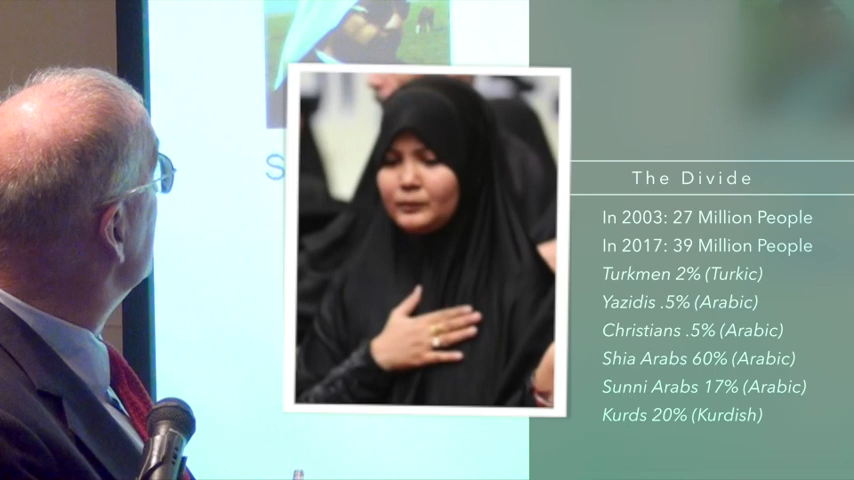 S
The Divide
In 2003: 27 Million People
In 2017: 39 Million People
Turkmen 2% (Turkic)
Yazidis .5% (Arabic)
Christians .5% (Arabic)
Shia Arabs 60% (Arabic)
Sunni Arabs 17% (Arabic)
Kurds 20% (Kurdish)